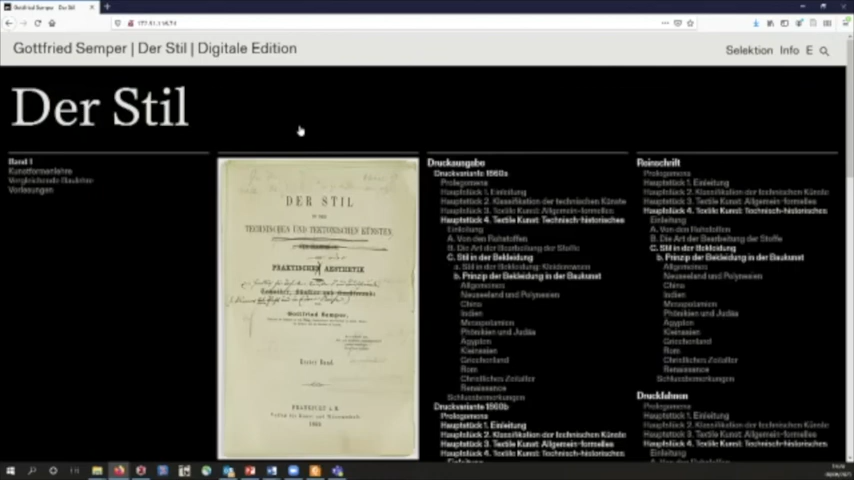 Gottfried Semper | Der Stil | Digitale Edition
Selektion Info E
Der Stil
Band 1
Kunstformenlehre
Vergleichende Baulehre
Vorlesungen
DER STIL
IN DEN
TECHNISCHEN UND TEKTONISCHEN KÜNSTEN,
PRAKTISCHE AESTHETIK
Gottfried Semper,
Erster Band
FRANKFURT A. M.
Druckausgabe
Druckvariante 1860a
Prolegomena
Hauptstück 1. Einleitung
Hauptstück 2. Klassifikation der technischen Künste
Hauptstück 3. Textile Kunst: Allgemein-formelles
Hauptstück 4. Textile Kunst: Technisch-historisches
Einleitung
A. Von den Rohstoffen
B. Die Art der Bearbeitung der Stoffe
C. Stil in der Bekleidung
a. Stil in der Bekleidung: Kleiderwesen
b. Prinzip der Bekleidung in der Baukunst
Allgemeines
Neuseeland und Polynesien
China
Indien
Mesopotamien
Phönikien und Judäa
Ägypten
Kleinasien
Griechenland
Rom
Christliches Zeitalter
Renaissance
Schlussbemerkungen
Druckvariante 1860b
Prolegomena
Hauptstück 1. Einleitung
Hauptstück 2. Klassifikation der technischen Künste
Hauptstück 3. Textile Kunst: Allgemein-formelles
Hauptstück 4. Textile Kunst: Technisch-historisches
Einleitung
Reinschrift
Prolegomena
Hauptstück 1. Einleitung
Hauptstück 2. Klassifikation der technischen Künste
Hauptstück 3. Textile Kunst: Allgemein-formelles
Hauptstück 4. Textile Kunst: Technisch-historisches
Einleitung
A. Von den Rohstoffen
B. Die Art der Bearbeitung der Stoffe
C. Stil in der Bekleidung
b. Prinzip der Bekleidung in der Baukunst
Allgemeines
Neuseeland und Polynesien
China
Indien
Mesopotamien
Phönikien und Judäa
Ägypten
Kleinasien
Griechenland
Rom
Christliches Zeitalter
Renaissance
Schlussbemerkungen
Druckfahnen
Prolegomena
Hauptstück 1. Einleitung
Hauptstück 2. Klassifikation der technischen Künste
Hauptstück 3. Textile Kunst: Allgemein-formelles
Hauptstück 4. Textile Kunst: Technisch-historisches